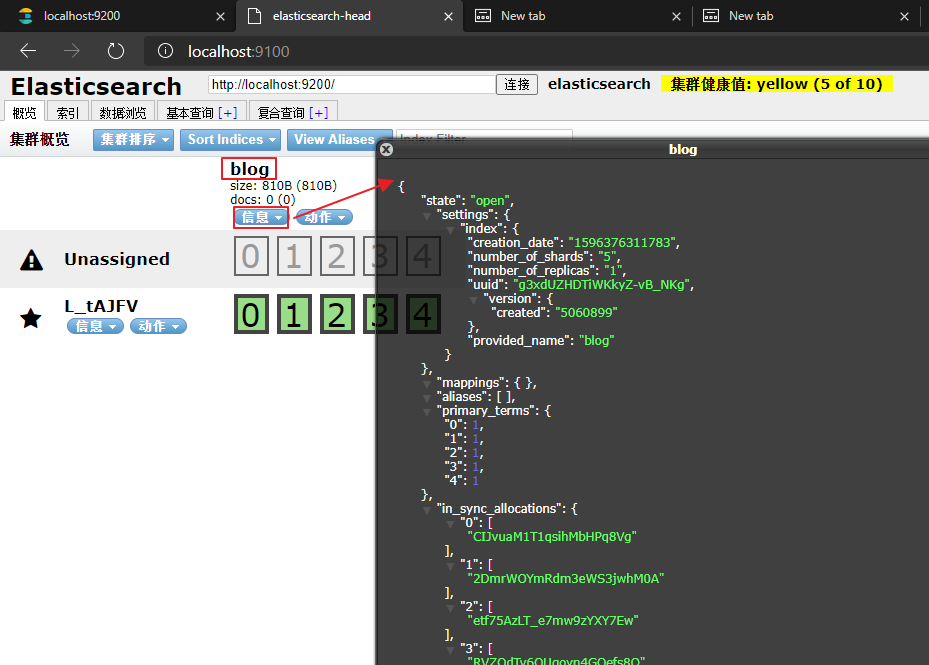 localhost:9200
elasticsearch-head
New tab
New tab
localhost:9100
Elasticsearch
http://localhost:9200/
连接
elasticsearch
集群健康值: yellow (5 of 10)
概览
索引
数据浏览
基本查询 [+]
复合查询 [+]
集群概览
集群排序
Sort Indices
View Aliases
Index Filter
blog
size: 810B (810B)
docs: 0 (0)
信息
动作
Unassigned
0 1 2 3 4
L_tAJFV
信息
动作
0 1 2 3 4
blog
{
"state": "open",
"settings": {
"index": {
"creation_date": "1596376311783",
"number_of_shards": "5",
"number_of_replicas": "1",
"uuid": "g3xdUZHDTiWKkyZ-vB_NKg",
"version": {
"created": "5060899"
},
"provided_name": "blog"
}
},
"mappings": { },
"aliases": [ ],
"primary_terms": {
"0": 1,
"1": 1,
"2": 1,
"3": 1,
"4": 1
},
"in_sync_allocations": {
"0": [
"CIJvuaM1T1qsihMbHPq8Vg"
],
"1": [
"2DmrWOYmRdm3eWS3jwhM0A"
],
"2": [
"etf75AzLT_e7mw9zYXY7Ew"
],
"3": [